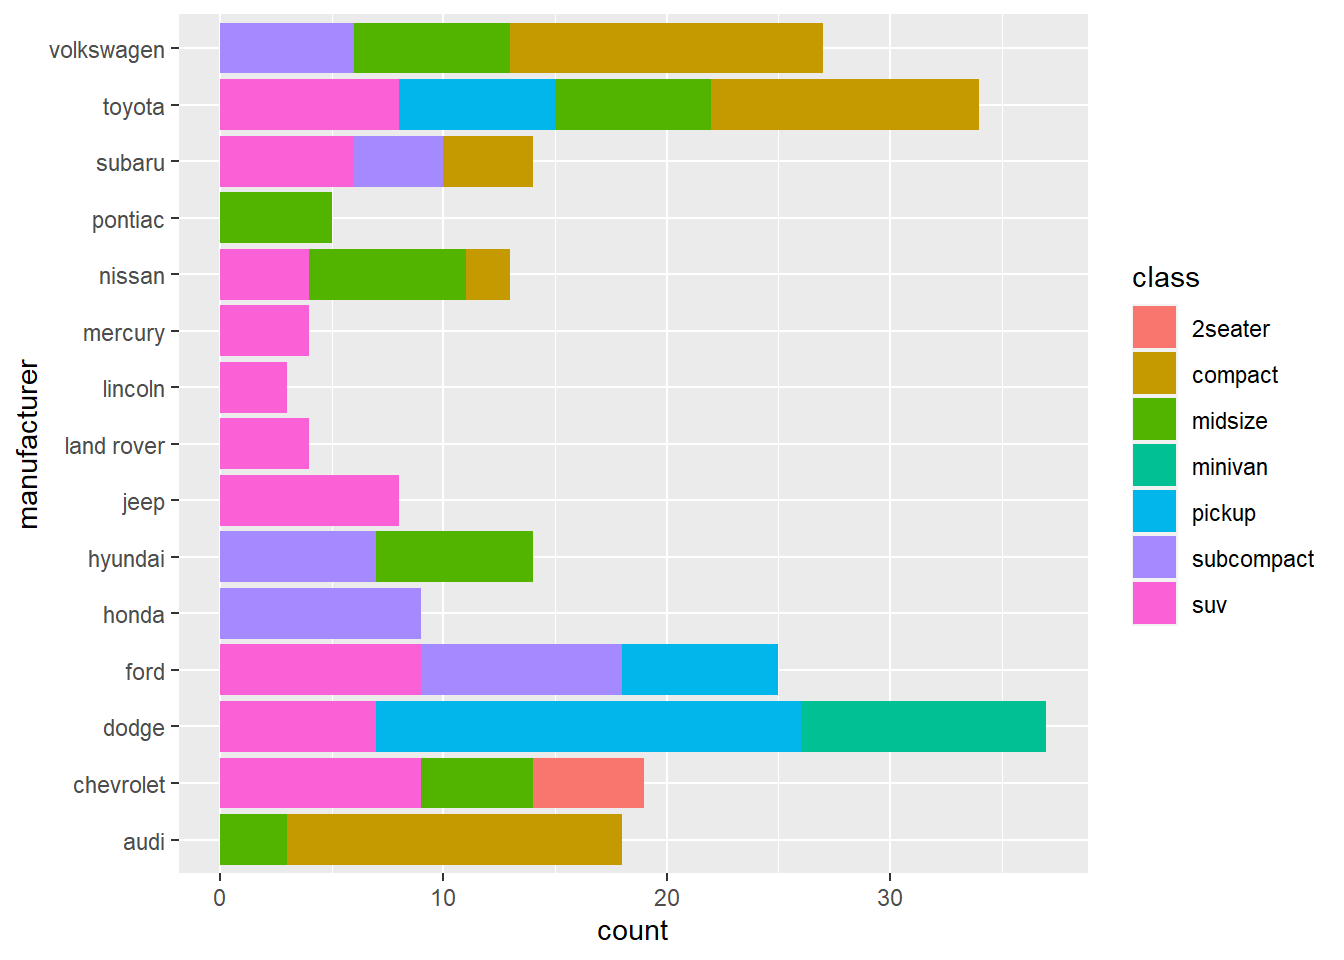 volkswagen
toyota
subaru
pontiac
nissan
mercury
lincoln
land rover
jeep
hyundai
honda
ford
dodge
chevrolet
audi
manufacturer
0 10 20 30
count
class
2seater
compact
midsize
minivan
pickup
subcompact
suv